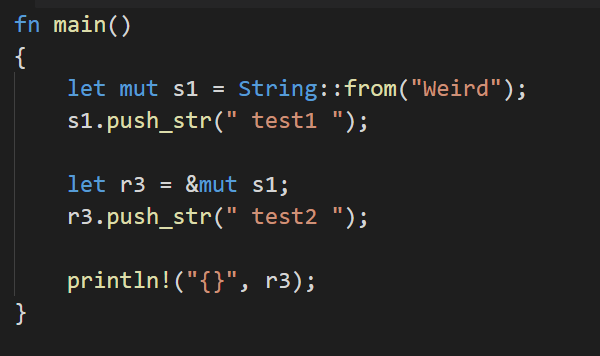 fn main()
{
    let mut s1 = String::from("Weird");
    s1.push_str(" test1 ");
    let r3 = &mut s1;
    r3.push_str(" test2 ");
    println!("{}", r3);
}